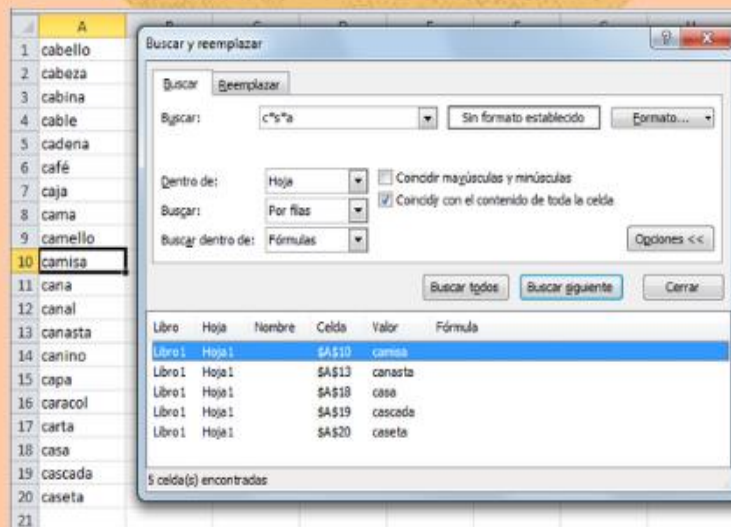 A
1 cabello
2 cabeza
3 cabina
4 cable
5 cadena
6 café
7 caja
8 cama
9 camello
10 camisa
11 cana
12 canal
13 canasta
14 canino
15 capa
16 caracol
17 carta
18 casa
19 cascada
20 caseta
21
Buscar y reemplazar
Buscar Reemplazar
Buscar: c*s*a Sin formato establecido Formato...
Dentro de: Hoja Coincidir mayúsculas y minúsculas
Buscar: Por filas Coincidir con el contenido de toda la celda
Buscar dentro de: Fórmulas Opciones <<
Buscar todos Buscar siguiente Cerrar
Libro Hoja Nombre Celda Valor Fórmula
Libro1 Hoja1 $A$10 camisa
Libro1 Hoja1 $A$13 canasta
Libro1 Hoja1 $A$18 casa
Libro1 Hoja1 $A$19 cascada
Libro1 Hoja1 $A$20 caseta
5 celda(s) encontradas